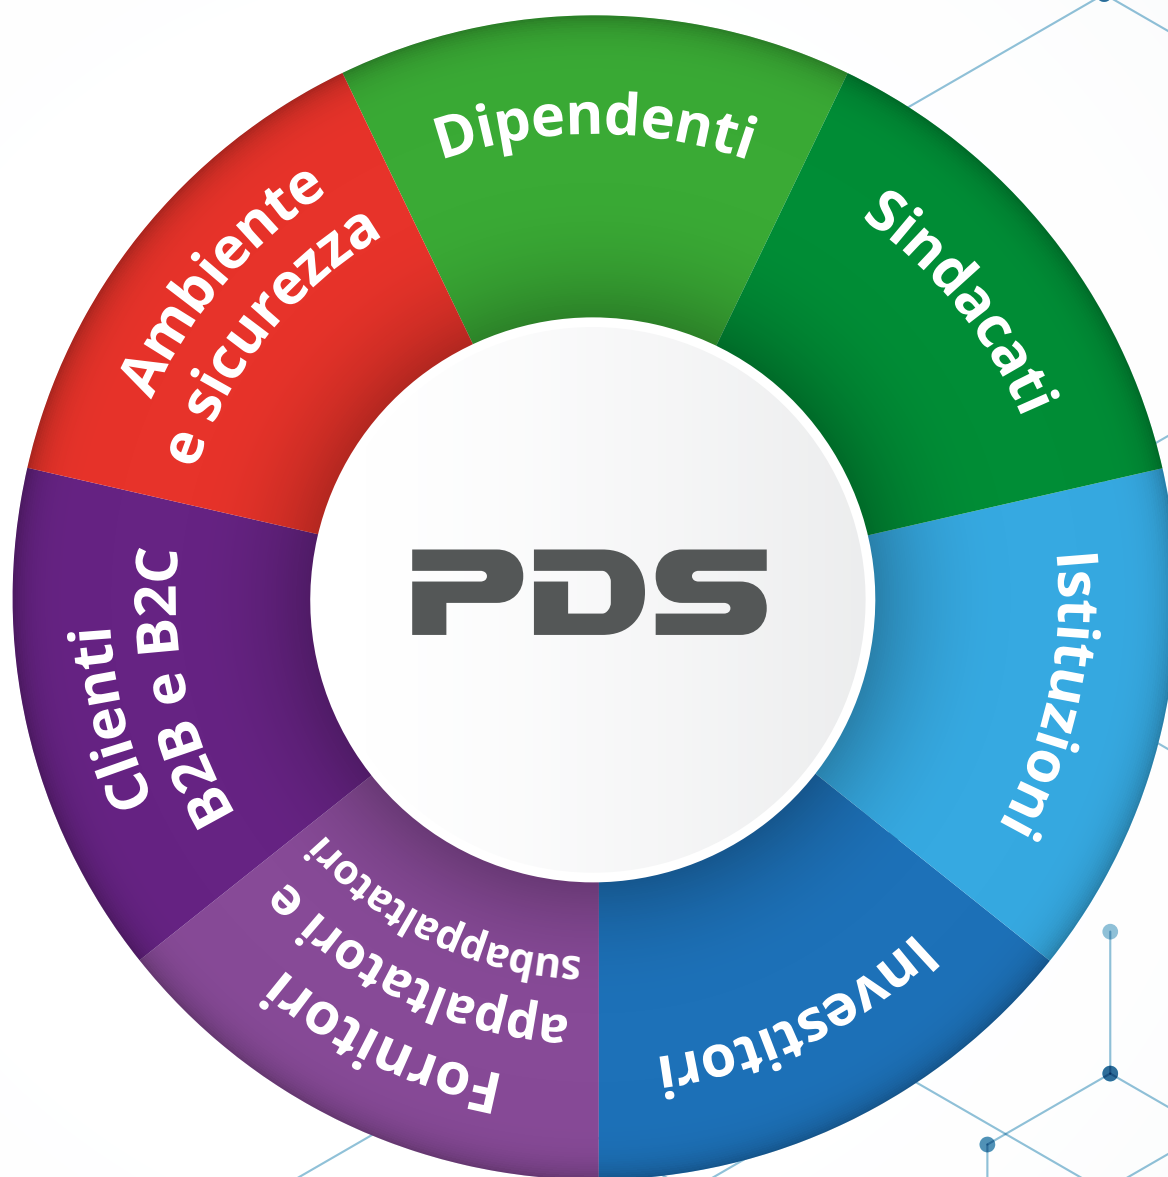 Dipendenti
Sindacati
Istituzioni
Investitori
Fornitori
appaltatori e
subappaltatori
Clienti
B2B e B2C
Ambiente
e sicurezza
PDS